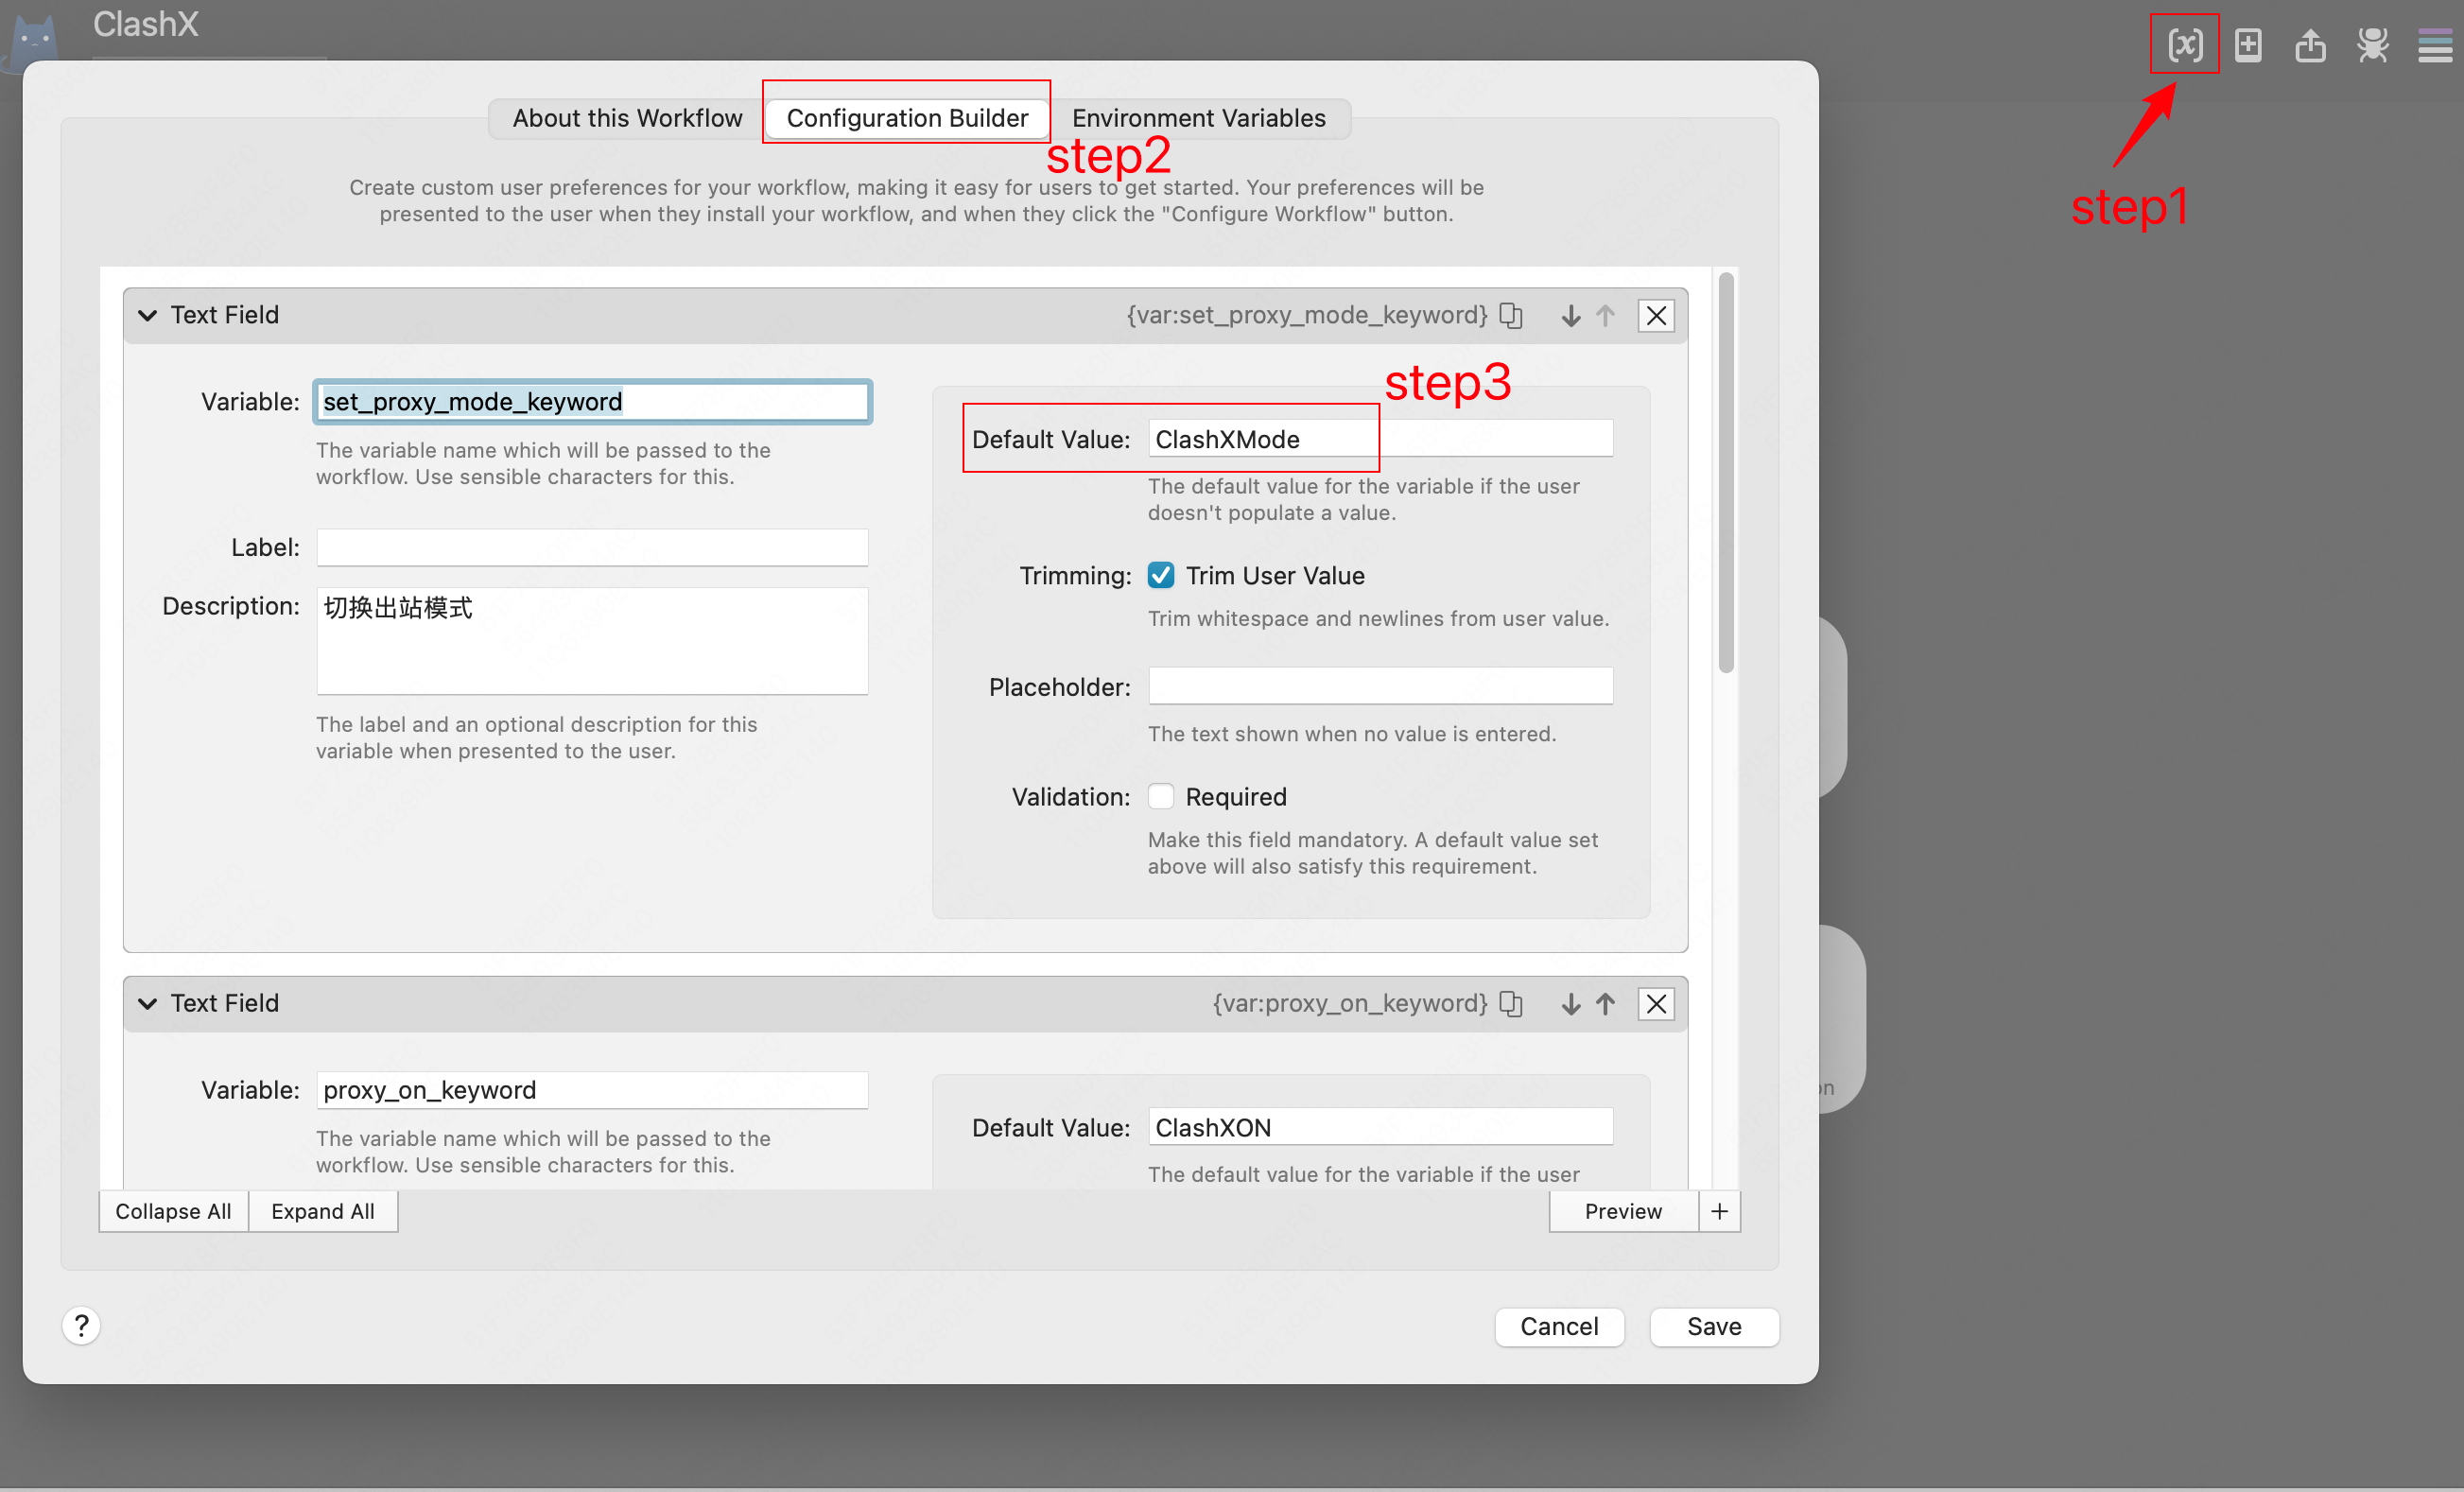 ClashX
[x]
step1
About this Workflow
Configuration Builder
Environment Variables
step2
Create custom user preferences for your workflow, making it easy for users to get started. Your preferences will be
presented to the user when they install your workflow, and when they click the "Configure Workflow" button.
Text Field
{var:set_proxy_mode_keyword}
Variable: set_proxy_mode_keyword
The variable name which will be passed to the
workflow. Use sensible characters for this.
Label:
Description: 切换出站模式
The label and an optional description for this
variable when presented to the user.
step3
Default Value: ClashXMode
The default value for the variable if the user
doesn't populate a value.
Trimming: Trim User Value
Trim whitespace and newlines from user value.
Placeholder:
The text shown when no value is entered.
Validation: Required
Make this field mandatory. A default value set
above will also satisfy this requirement.
Text Field
{var:proxy_on_keyword}
Variable: proxy_on_keyword
The variable name which will be passed to the
workflow. Use sensible characters for this.
Default Value: ClashXON
The default value for the variable if the user
on
Collapse All
Expand All
Preview
+
?
Cancel
Save